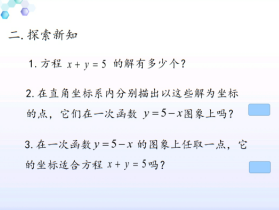 二.探索新知
1.方程 x + y = 5 的解有多少个?
2.在直角坐标系内分别描出以这些解为坐标
的点，它们在一次函数 y=5-x图象上吗?
3.在一次函数y=5-x 的图象上任取一点，它
的坐标适合方程 x + y = 5吗?